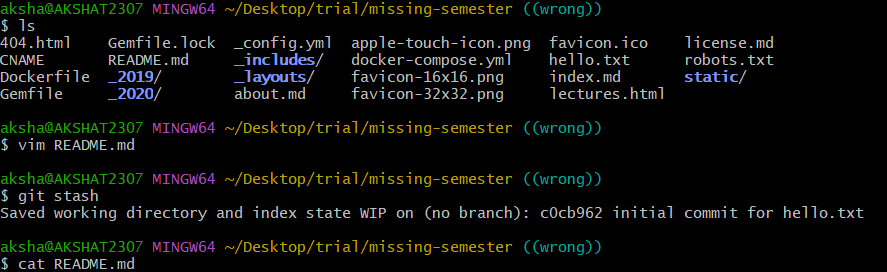 aksha@AKSHAT2307 MINGW64 ~/Desktop/trial/missing-semester ((wrong))
$ ls
404.html    Gemfile.lock  _config.yml  apple-touch-icon.png  favicon.ico    license.md
CNAME       README.md     _includes/   docker-compose.yml    hello.txt      robots.txt
Dockerfile  _2019/        _layouts/    favicon-16x16.png     index.md       static/
Gemfile     _2020/        about.md     favicon-32x32.png     lectures.html
aksha@AKSHAT2307 MINGW64 ~/Desktop/trial/missing-semester ((wrong))
$ vim README.md
aksha@AKSHAT2307 MINGW64 ~/Desktop/trial/missing-semester ((wrong))
$ git stash
Saved working directory and index state WIP on (no branch): c0cb962 initial commit for hello.txt
aksha@AKSHAT2307 MINGW64 ~/Desktop/trial/missing-semester ((wrong))
$ cat README.md